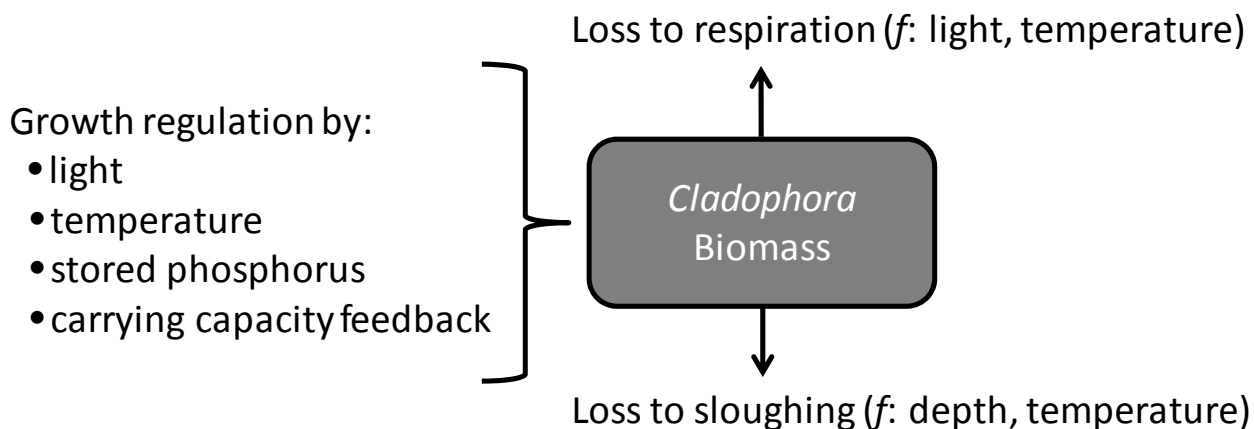 Loss to respiration (f: light, temperature)
Growth regulation by:
•light
•temperature
•stored phosphorus
•carrying capacity feedback
Cladophora
Biomass
Loss to sloughing (f: depth, temperature)